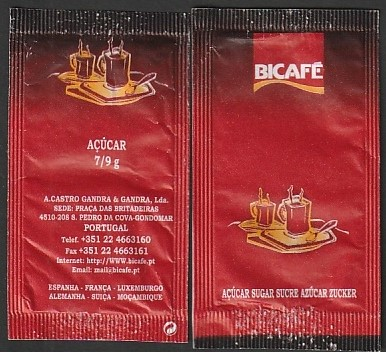 AÇÚCAR
7/9 g
A.CASTRO GANDRA & GANDRA, Lda.
SEDE: PRAÇA DAS BRITADEIRAS
4510-208 S. PEDRO DA COVA-GONDOMAR
PORTUGAL
Telef. +351 22 4663160
Fax +351 22 4663161
Internet: http://WWW.bicafe.pt
Email: mail@bicafe.pt
ESPANHA - FRANÇA - LUXEMBURGO
ALEMANHA - SUIÇA - MOÇAMBIQUE
BICAFÉ
AÇÚCAR SUGAR SUCRE AZÚCAR ZUCKER